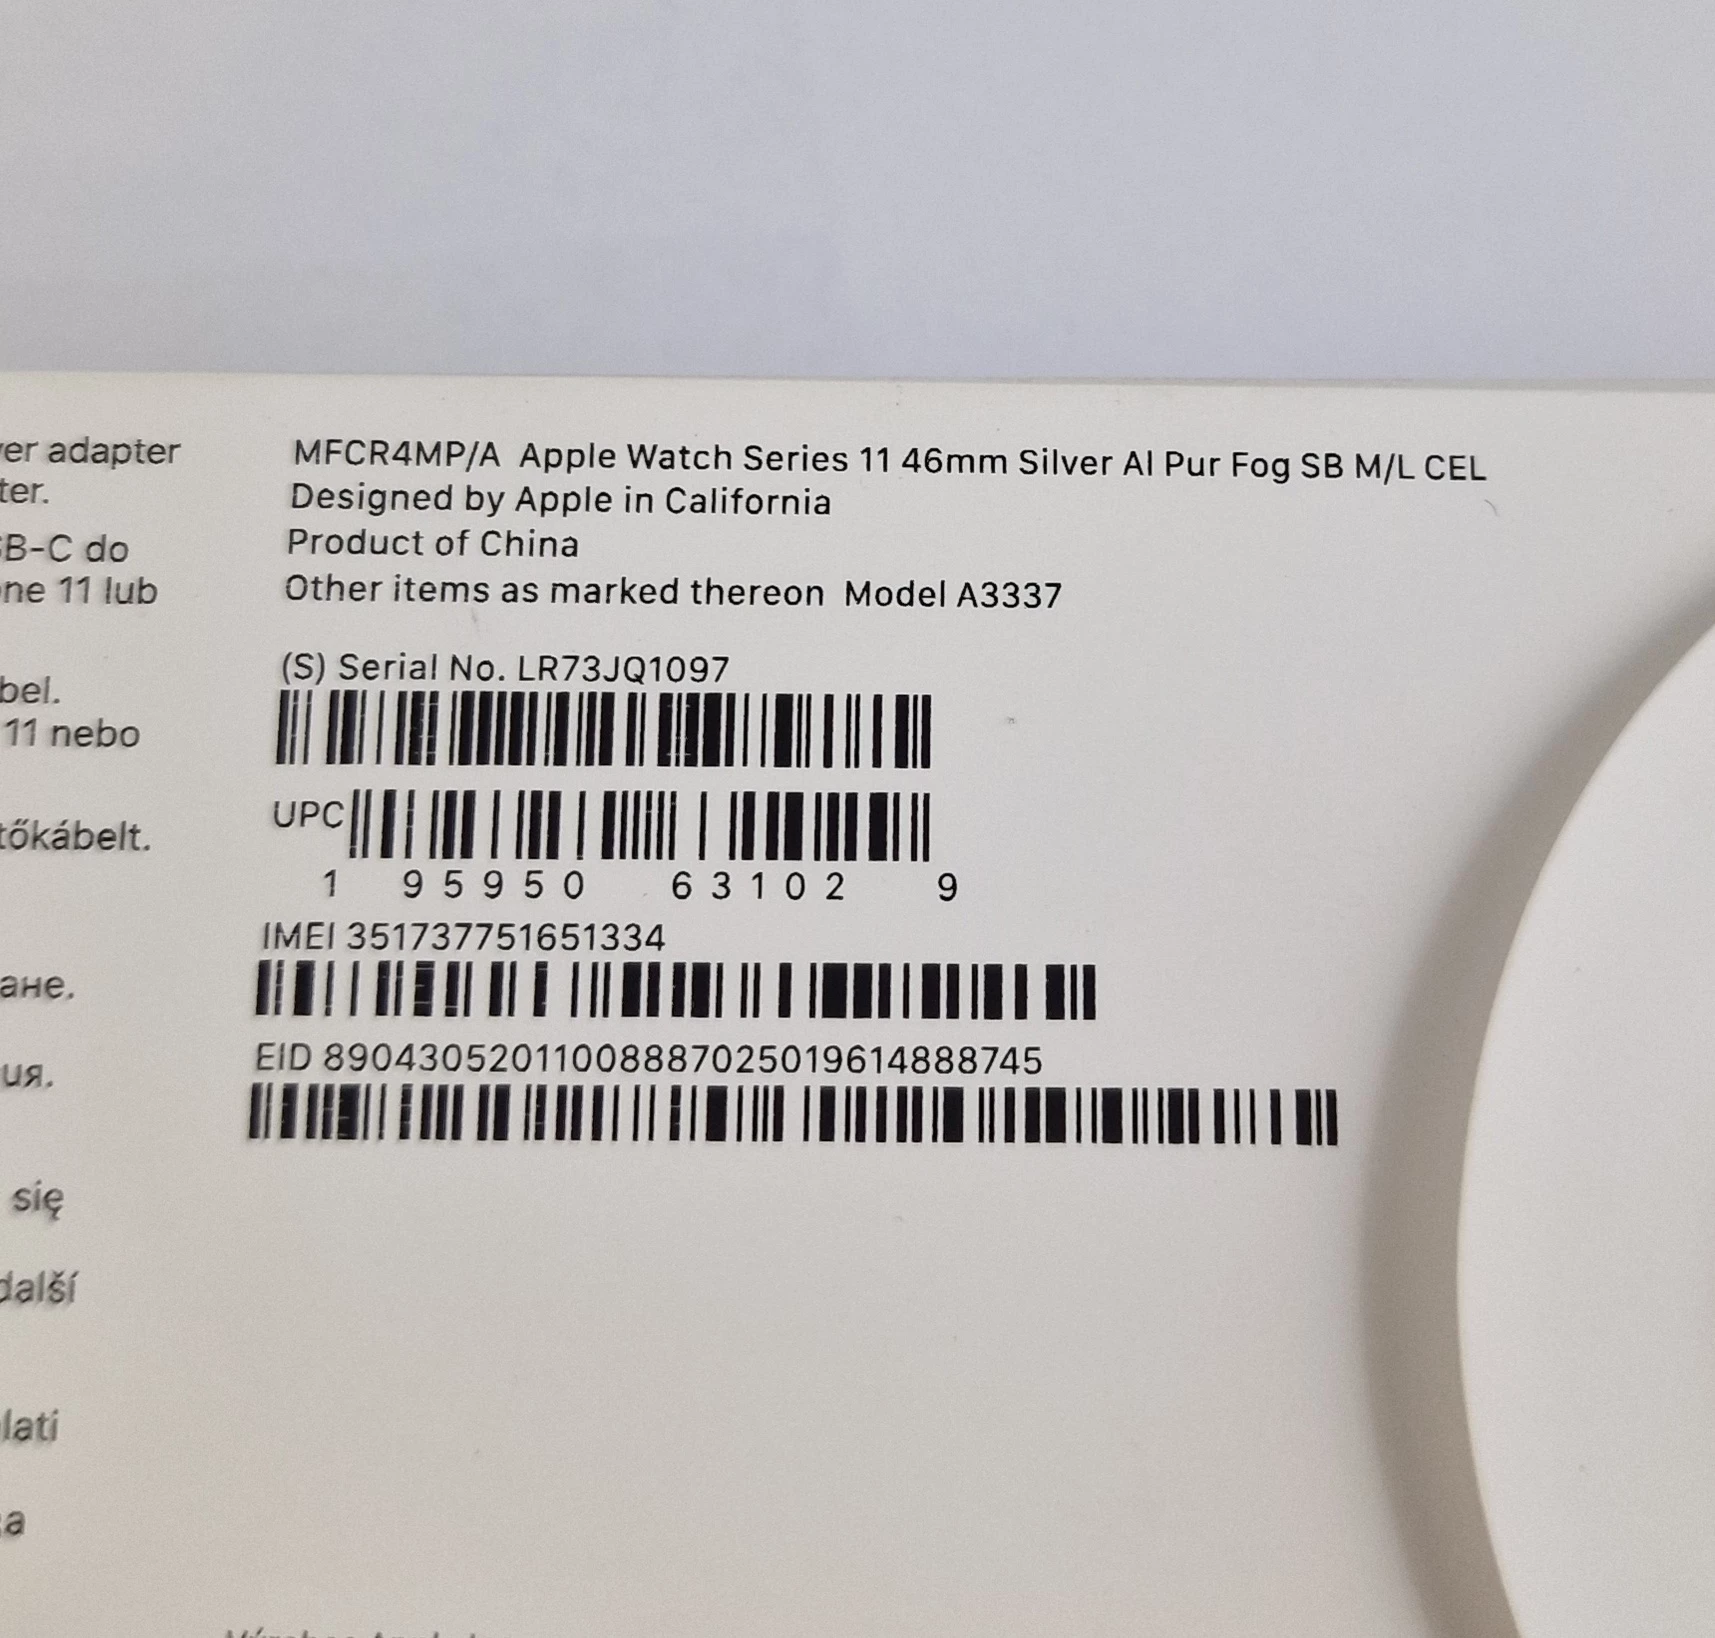 er adapter
ter.
B-C do
ne 11 lub
bel.
11 nebo
tőkábelt.
ане.
ия.
się
další
lati
a
MFCR4MP/A Apple Watch Series 11 46mm Silver Al Pur Fog SB M/L CEL
Designed by Apple in California
Product of China
Other items as marked thereon Model A3337
(S) Serial No. LR73JQ1097
UPC
1 95950 63102 9
IMEI 351737751651334
EID 89043052011008887025019614888745